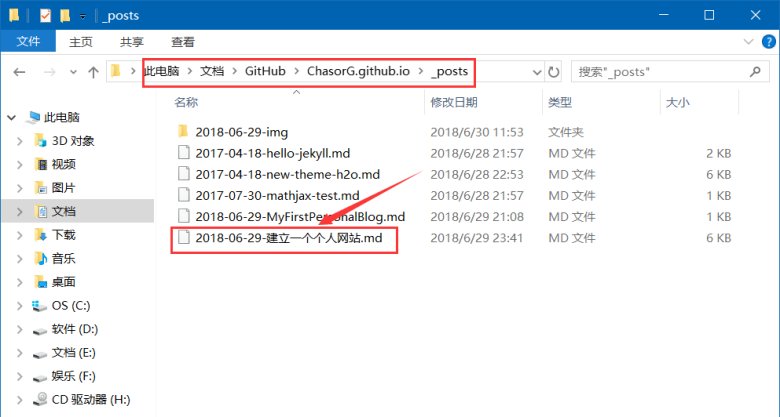 _posts
文件 主页 共享 查看
此电脑 文档 GitHub ChasorG.github.io _posts 搜索"_posts"
名称 修改日期 类型 大小
此电脑
3D 对象
视频
图片
文档
下载
音乐
桌面
OS (C:)
软件 (D:)
文档 (E:)
娱乐 (F:)
CD 驱动器 (H:)
2018-06-29-img 2018/6/30 11:53 文件夹
2017-04-18-hello-jekyll.md 2018/6/28 21:57 MD 文件 2 KB
2017-04-18-new-theme-h2o.md 2018/6/28 22:53 MD 文件 6 KB
2017-07-30-mathjax-test.md 2018/6/28 21:57 MD 文件 1 KB
2018-06-29-MyFirstPersonalBlog.md 2018/6/29 21:08 MD 文件 1 KB
2018-06-29-建立一个个人网站.md 2018/6/29 23:41 MD 文件 6 KB